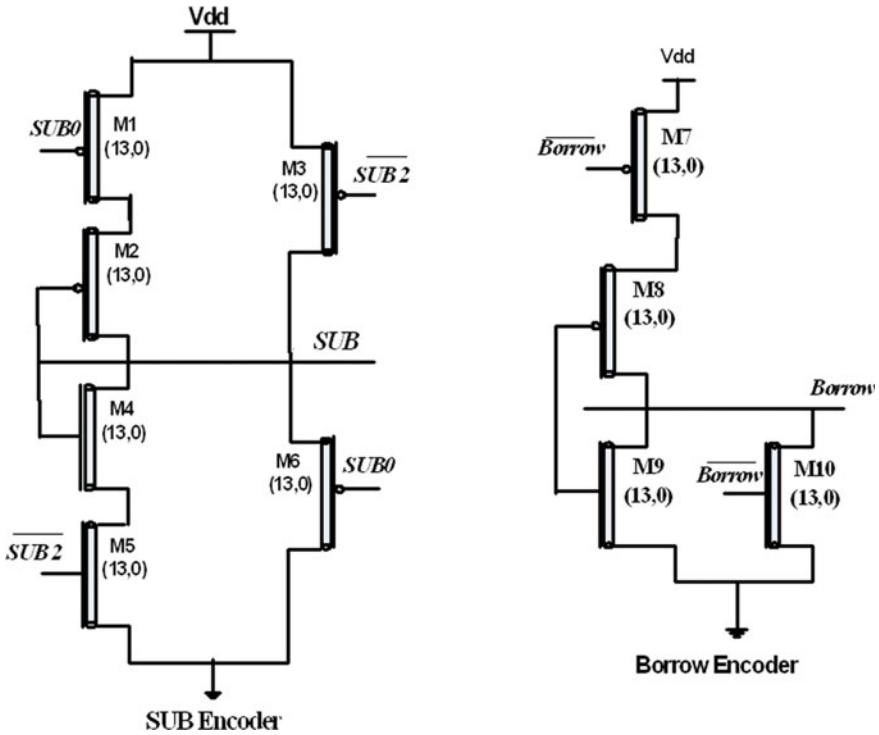 Vdd
SUB0
M1
(13,0)
M3
(13,0)
SUB 2
M2
(13,0)
SUB
M4
(13,0)
M6
(13,0)
SUB0
SUB 2
M5
(13,0)
SUB Encoder
Vdd
Borrow
M7
(13,0)
M8
(13,0)
Borrow
M9
(13,0)
Borrow
M10
(13,0)
Borrow Encoder